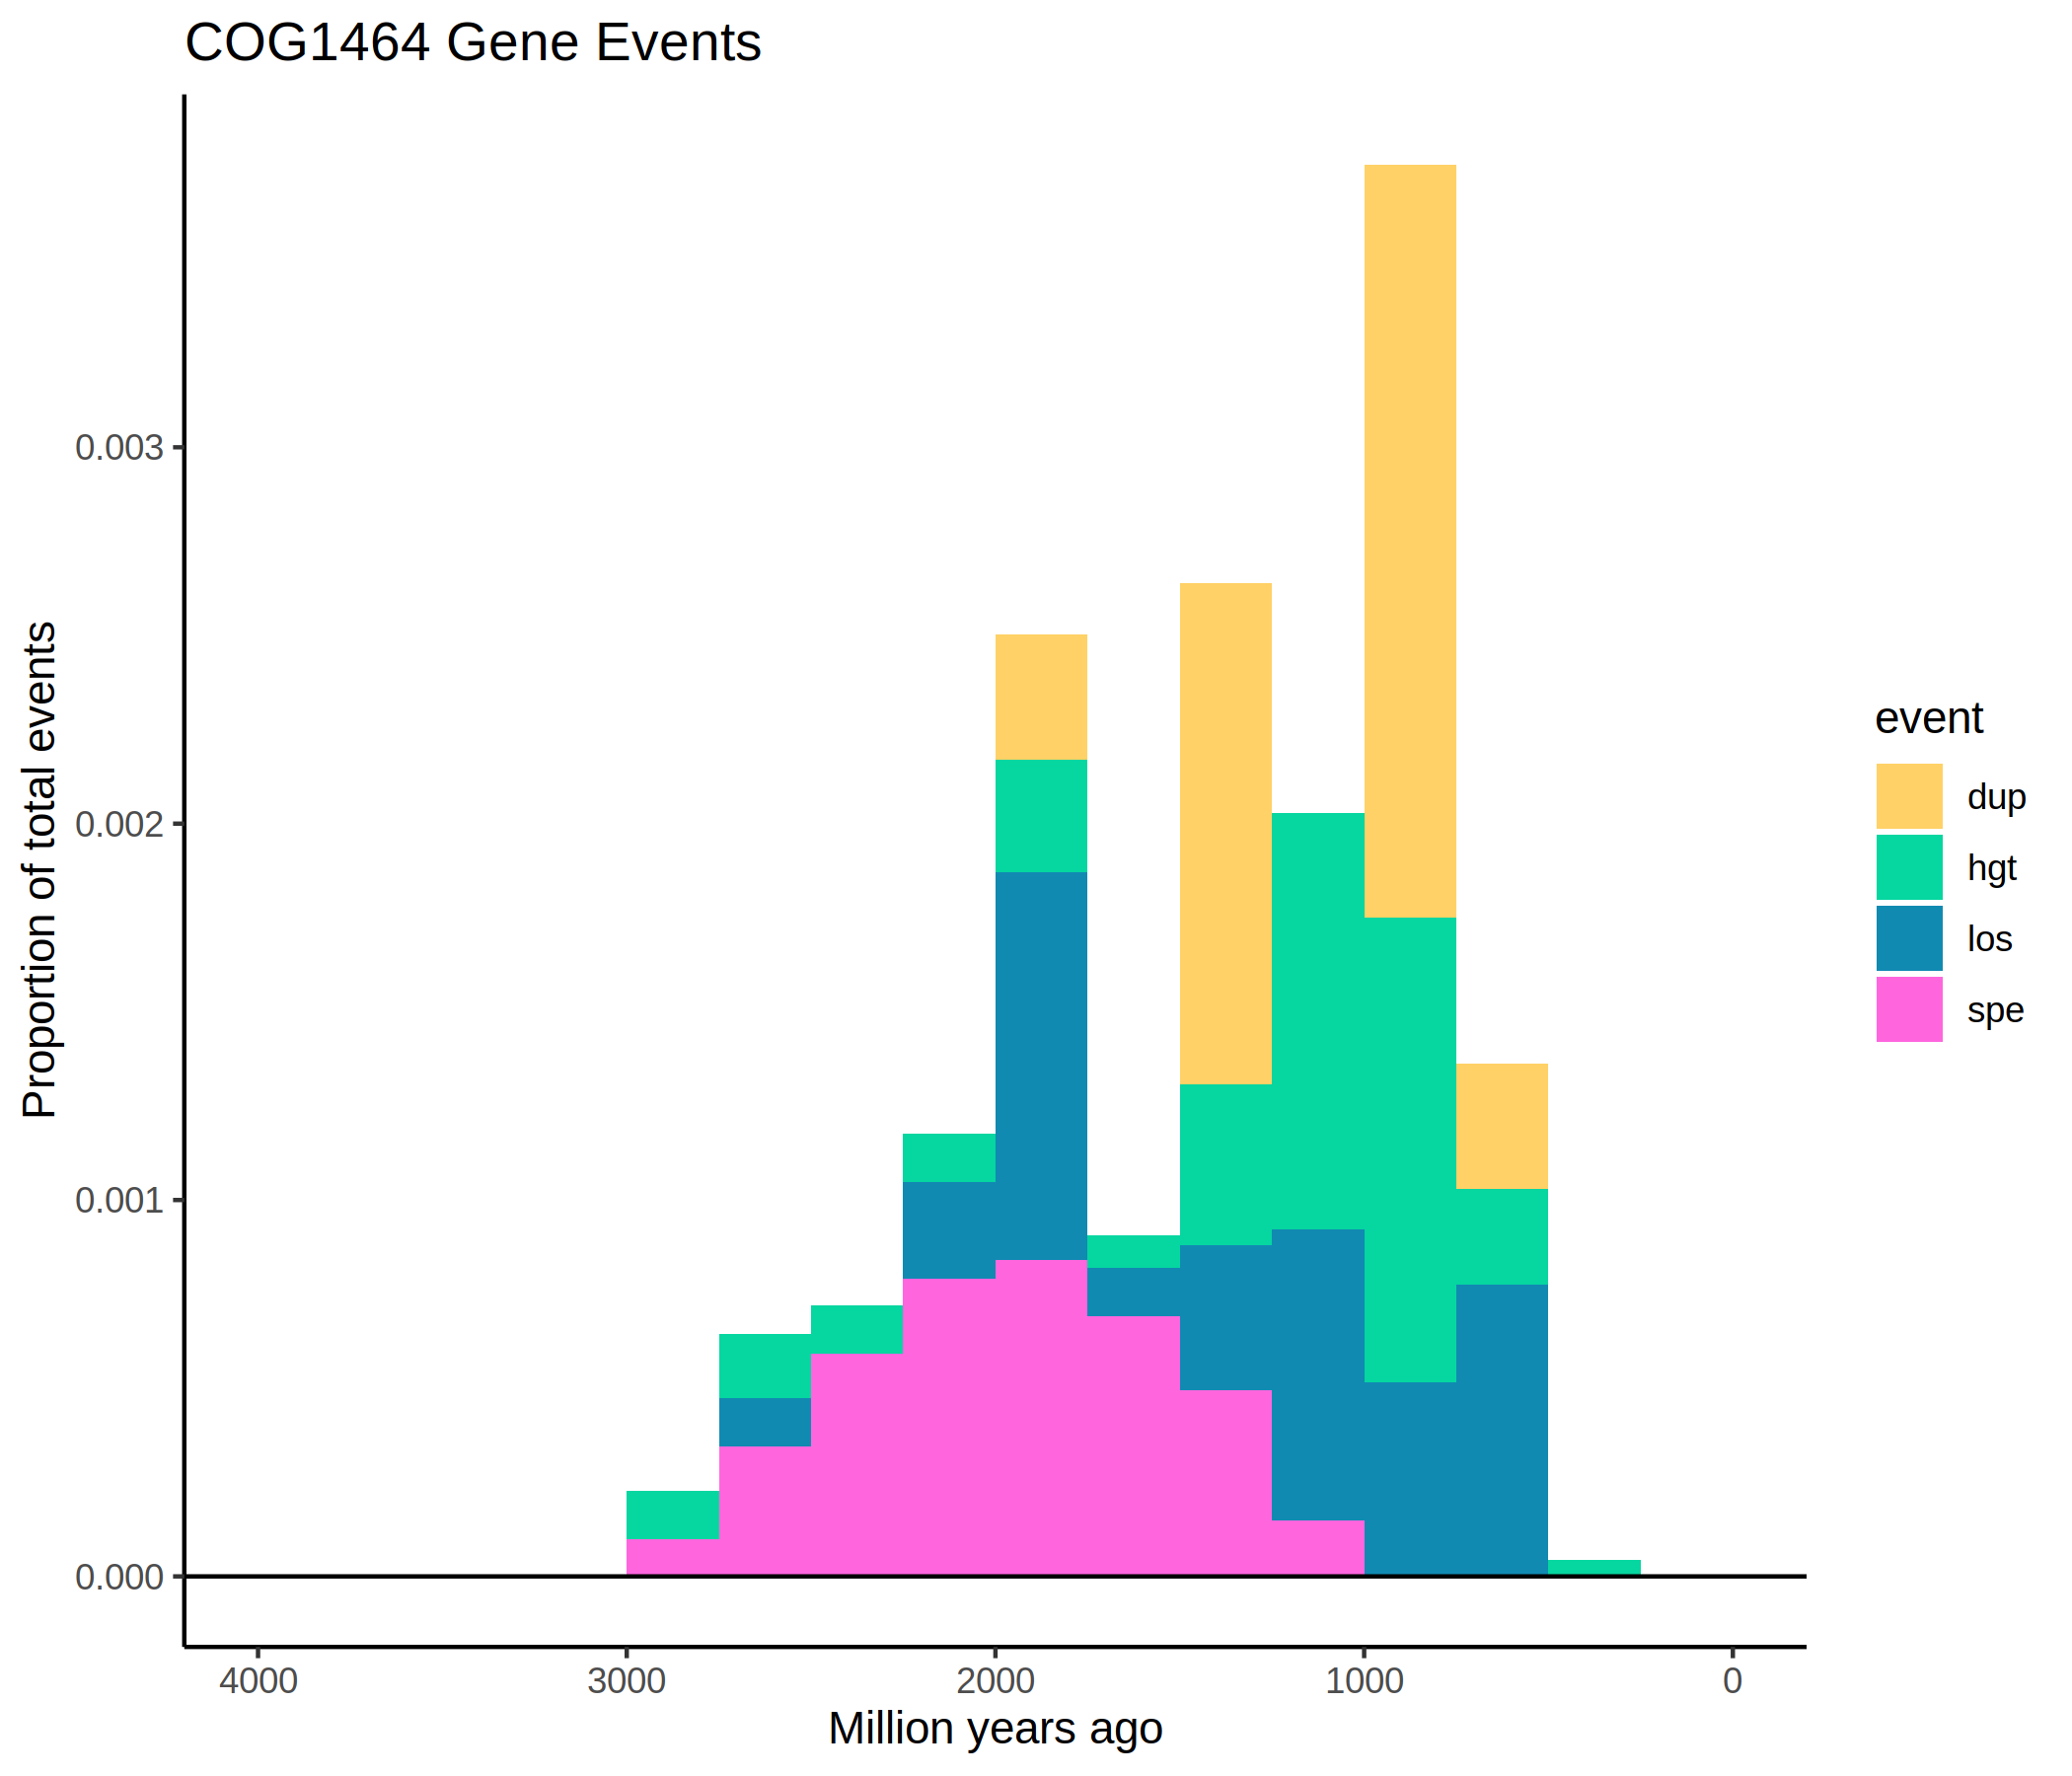 COG1464 Gene Events
Proportion of total events
0.003
0.002
0.001
0.000
4000 3000 2000 1000 0
Million years ago
event
dup
hgt
los
spe